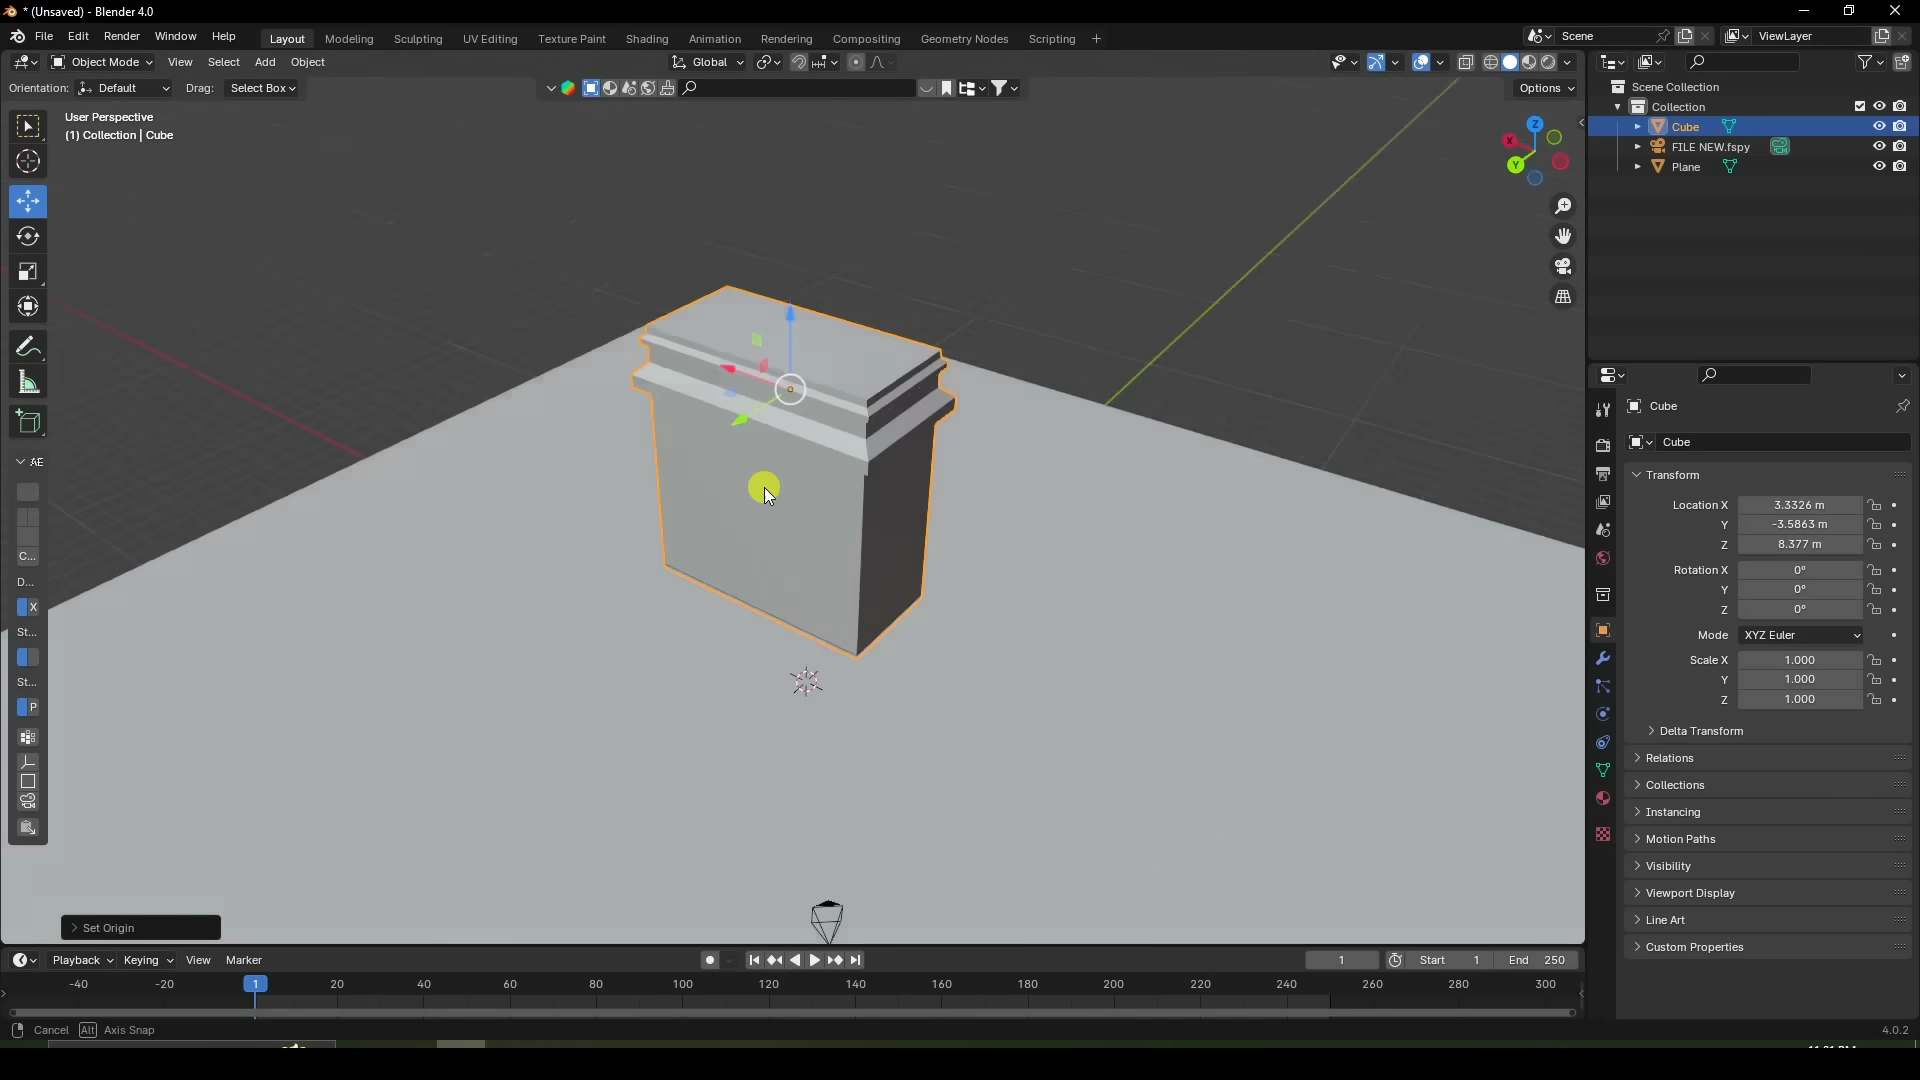 * (Unsaved) - Blender 4.0
File Edit Render Window Help
Layout Modeling Sculpting UV Editing Texture Paint Shading Animation Rendering Compositing Geometry Nodes Scripting +
Scene
ViewLayer
Object Mode View Select Add Object
Global
Orientation: Default Drag: Select Box
Options
User Perspective
(1) Collection | Cube
Z
X
Y
Scene Collection
Collection
Cube
FILE NEW.fspy
Plane
AE
C...
D...
X
St...
St...
P
Cube
Cube
Transform
Location X 3.3326 m
Y -3.5863 m
Z 8.377 m
Rotation X 0°
Y 0°
Z 0°
Mode XYZ Euler
Scale X 1.000
Y 1.000
Z 1.000
Delta Transform
Relations
Collections
Instancing
Motion Paths
Visibility
Viewport Display
Line Art
Custom Properties
Set Origin
Playback Keying View Marker
1 Start 1 End 250
-40 -20 1 20 40 60 80 100 120 140 160 180 200 220 240 260 280 300
Cancel Alt Axis Snap
4.0.2